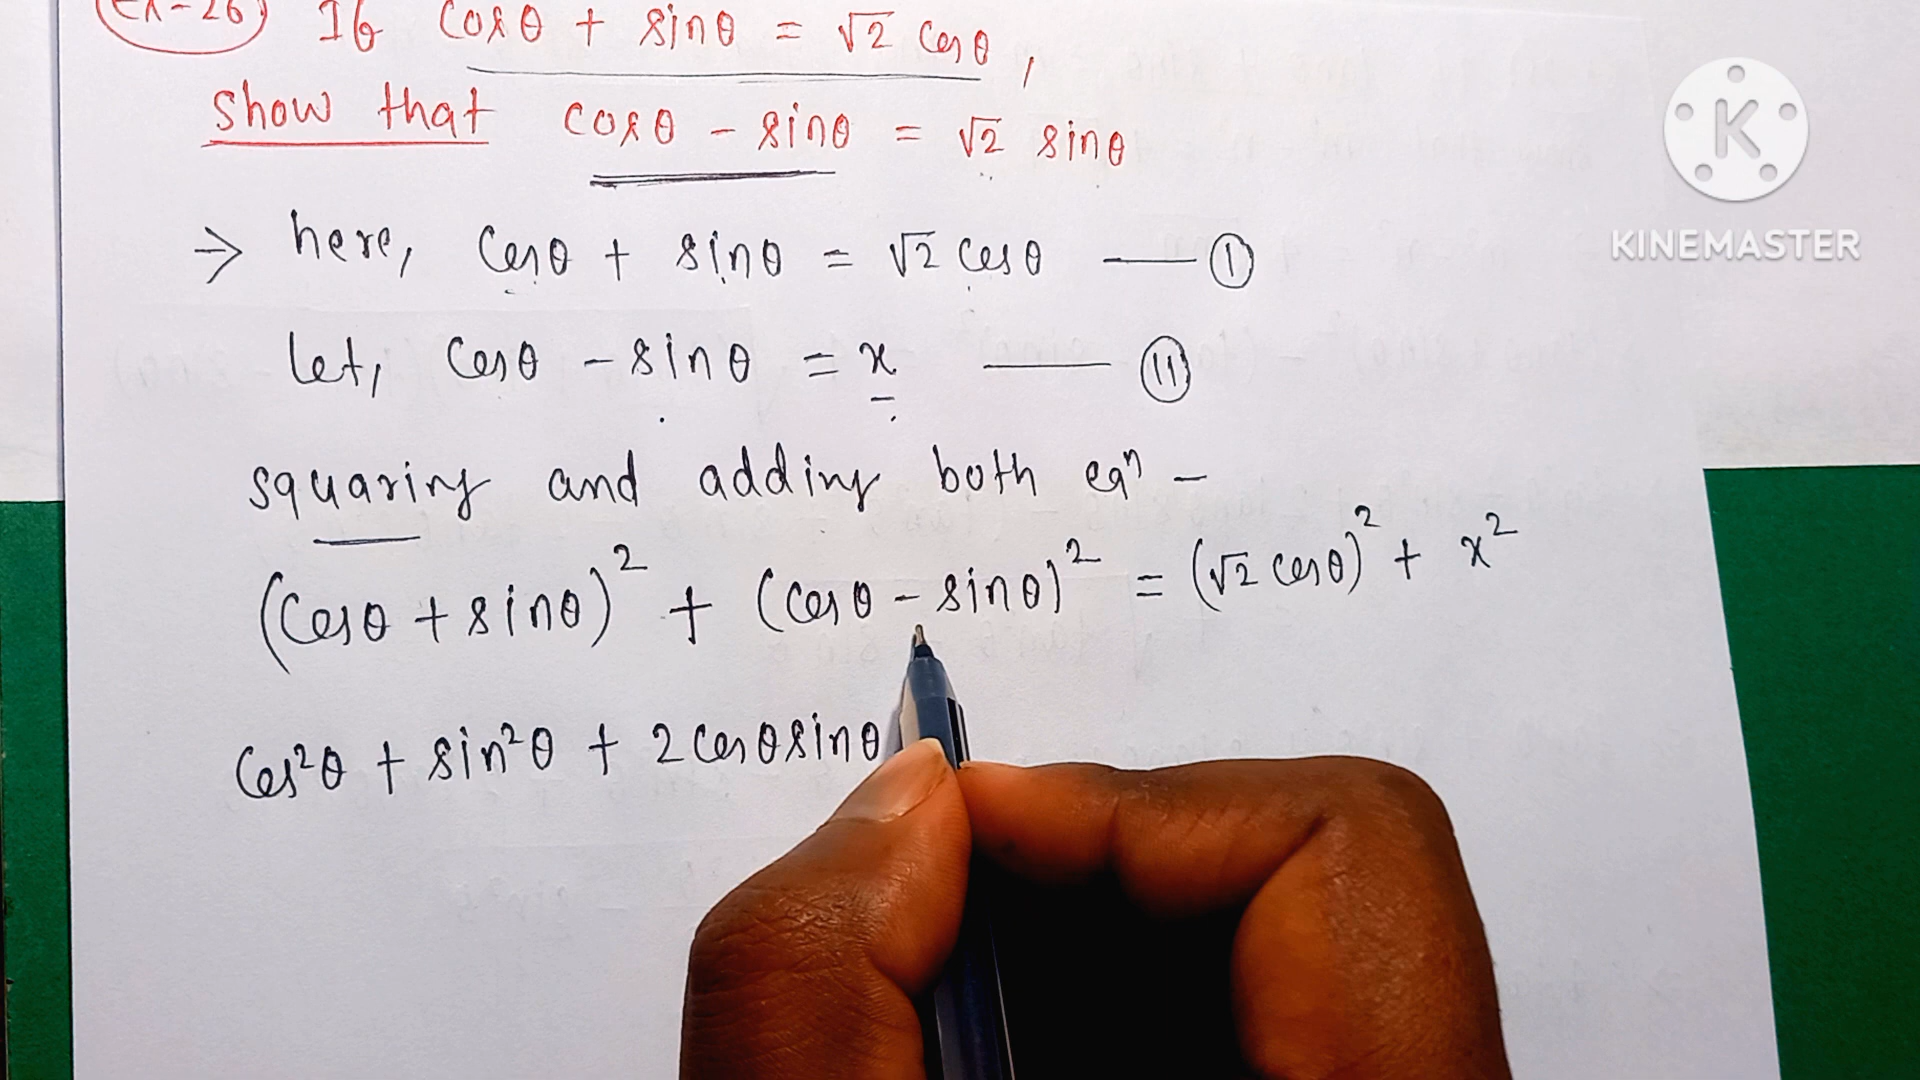 Ex-26) If cosθ + sinθ = √2 cosθ,
show that cosθ - sinθ = √2 sinθ
→ here, cosθ + sinθ = √2 cosθ — (I)
let, cosθ - sinθ = x — (II)
squaring and adding both eqⁿ -
(cosθ + sinθ)² + (cosθ - sinθ)² = (√2 cosθ)² + x²
cos²θ + sin²θ + 2cosθsinθ
K
KINEMASTER